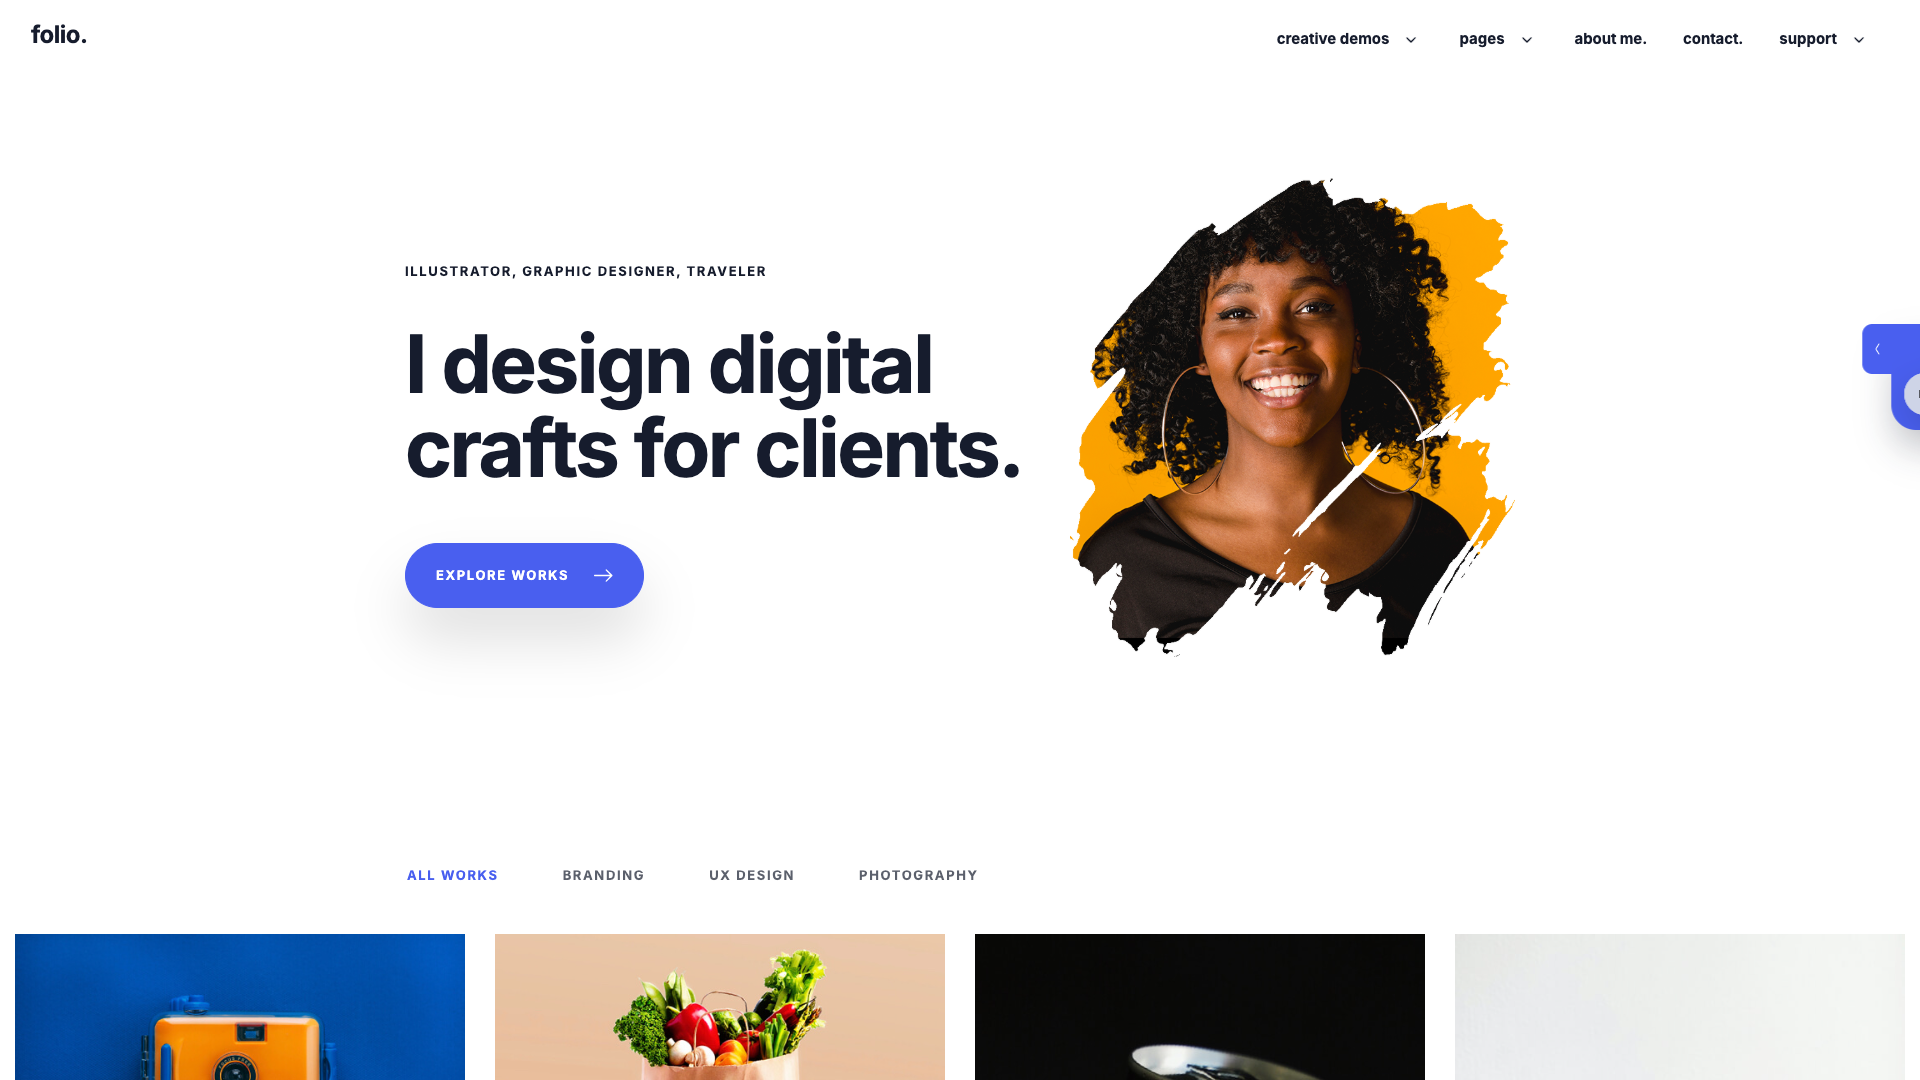 folio.
creative demos
pages
about me.
contact.
support
ILLUSTRATOR, GRAPHIC DESIGNER, TRAVELER
I design digital
crafts for clients.
EXPLORE WORKS
ALL WORKS
BRANDING
UX DESIGN
PHOTOGRAPHY